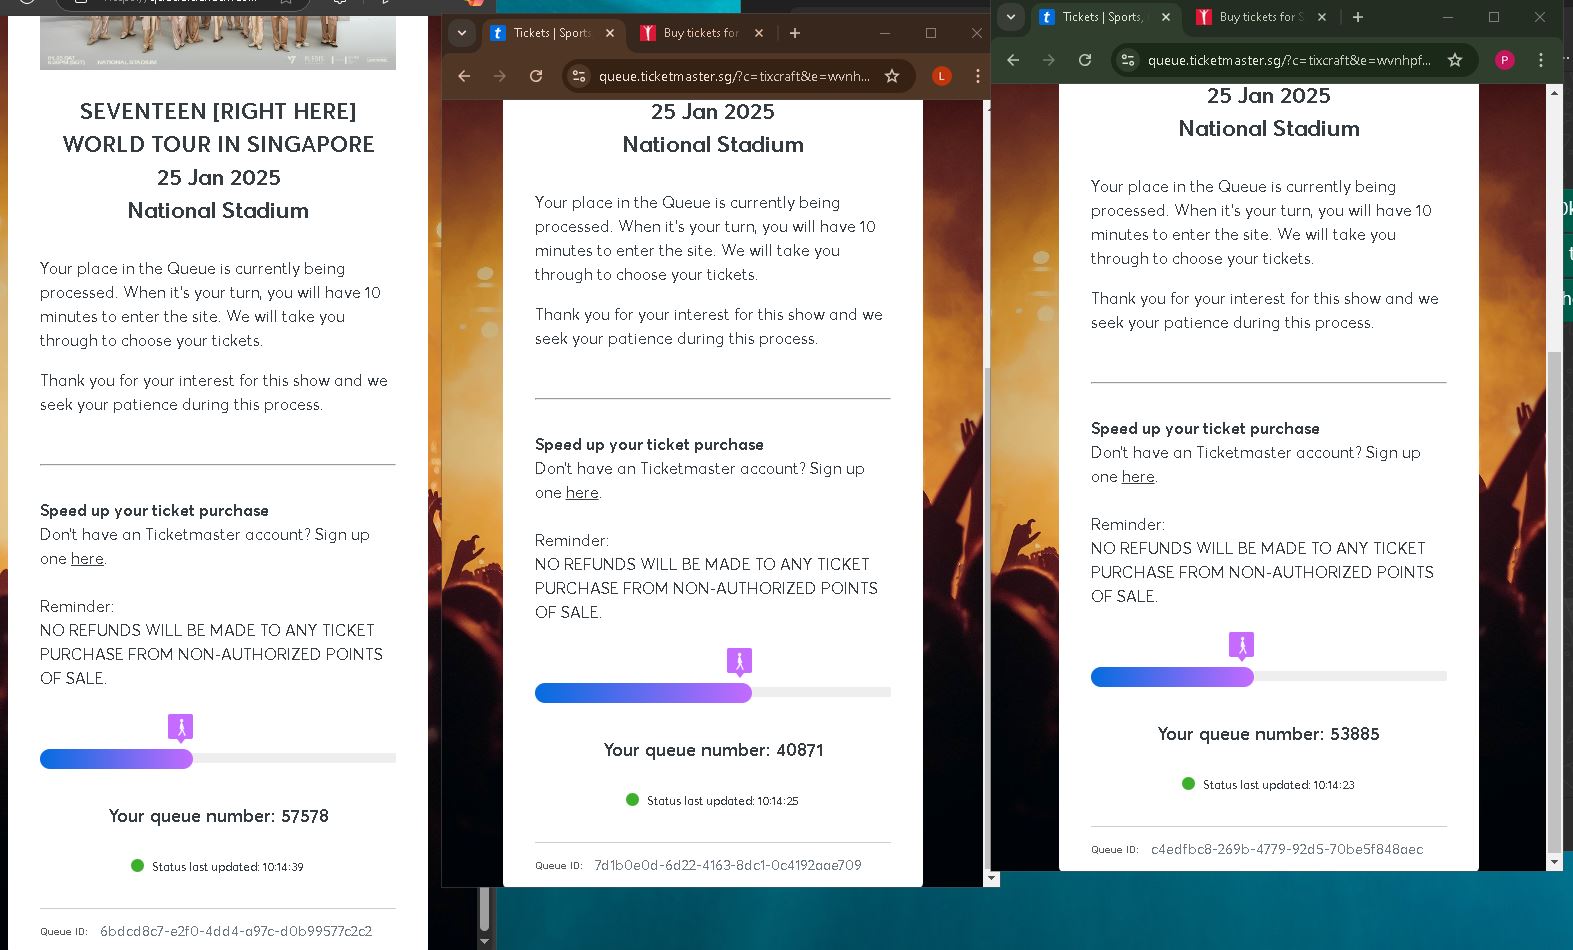 SEVENTEEN [RIGHT HERE]
WORLD TOUR IN SINGAPORE
25 Jan 2025
National Stadium
Your place in the Queue is currently being
processed. When it's your turn, you will have 10
minutes to enter the site. We will take you
through to choose your tickets.
Thank you for your interest for this show and we
seek your patience during this process.
Speed up your ticket purchase
Don't have an Ticketmaster account? Sign up
one here.
Reminder:
NO REFUNDS WILL BE MADE TO ANY TICKET
PURCHASE FROM NON-AUTHORIZED POINTS
OF SALE.
Your queue number: 57578
Status last updated: 10:14:39
Queue ID: 6bdcd8c7-e2f0-4dd4-a97c-d0b99577c2c2
Tickets | Sports
Buy tickets for
queue.ticketmaster.sg/?c=tixcraft&e=wvnh...
L
25 Jan 2025
National Stadium
Your place in the Queue is currently being
processed. When it's your turn, you will have 10
minutes to enter the site. We will take you
through to choose your tickets.
Thank you for your interest for this show and we
seek your patience during this process.
Speed up your ticket purchase
Don't have an Ticketmaster account? Sign up
one here.
Reminder:
NO REFUNDS WILL BE MADE TO ANY TICKET
PURCHASE FROM NON-AUTHORIZED POINTS
OF SALE.
Your queue number: 40871
Status last updated: 10:14:25
Queue ID: 7d1b0e0d-6d22-4163-8dc1-0c4192aae709
Tickets | Sports,
Buy tickets for S
queue.ticketmaster.sg/?c=tixcraft&e=wvnhpf...
P
25 Jan 2025
National Stadium
Your place in the Queue is currently being
processed. When it's your turn, you will have 10
minutes to enter the site. We will take you
through to choose your tickets.
Thank you for your interest for this show and we
seek your patience during this process.
Speed up your ticket purchase
Don't have an Ticketmaster account? Sign up
one here.
Reminder:
NO REFUNDS WILL BE MADE TO ANY TICKET
PURCHASE FROM NON-AUTHORIZED POINTS
OF SALE.
Your queue number: 53885
Status last updated: 10:14:23
Queue ID: c4edfbc8-269b-4779-92d5-70be5f848aec